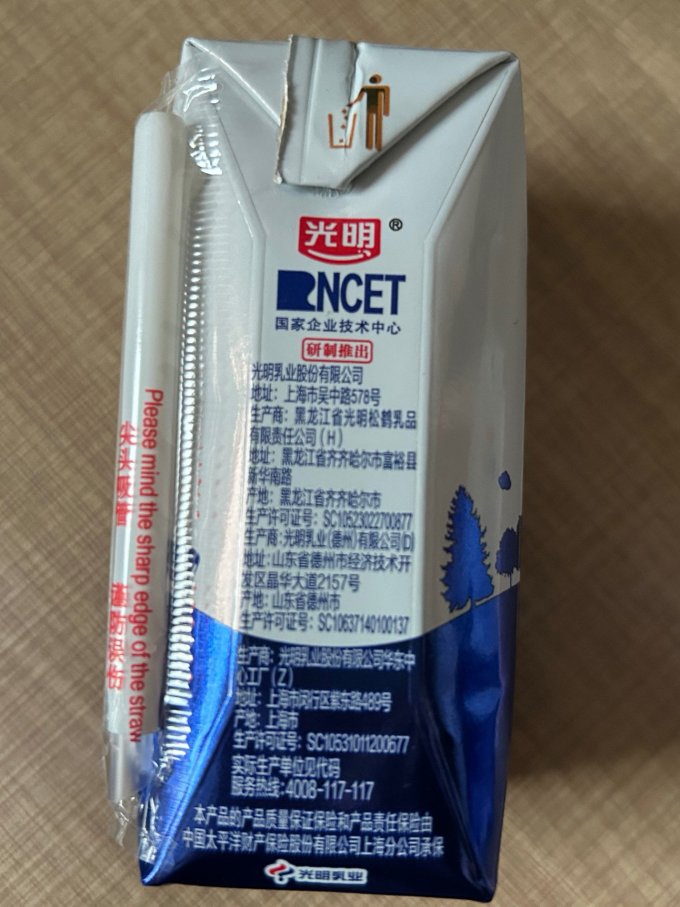 光明®
RNCET
国家企业技术中心
研制推出
光明乳业股份有限公司
地址：上海市吴中路578号
生产商：黑龙江省光明松鹤乳品
有限责任公司（H）
地址：黑龙江省齐齐哈尔市富裕县
新华南路
产地：黑龙江省齐齐哈尔市
生产许可证号：SC10523022700877
生产商：光明乳业(德州)有限公司(D)
地址：山东省德州市经济技术开
发区晶华大道2157号
产地：山东省德州市
生产许可证号：SC10637140100137
生产商：光明乳业股份有限公司华东中
心工厂（Z）
地址：上海市闵行区紫东路489号
产地：上海市
生产许可证号：SC10531011200677
实际生产单位见代码
服务热线：4008-117-117
本产品的产品质量保证保险和产品责任保险由
中国太平洋财产保险股份有限公司上海分公司承保
光明乳业
Please mind the sharp edge of the straw
尖头吸管 谨防误伤